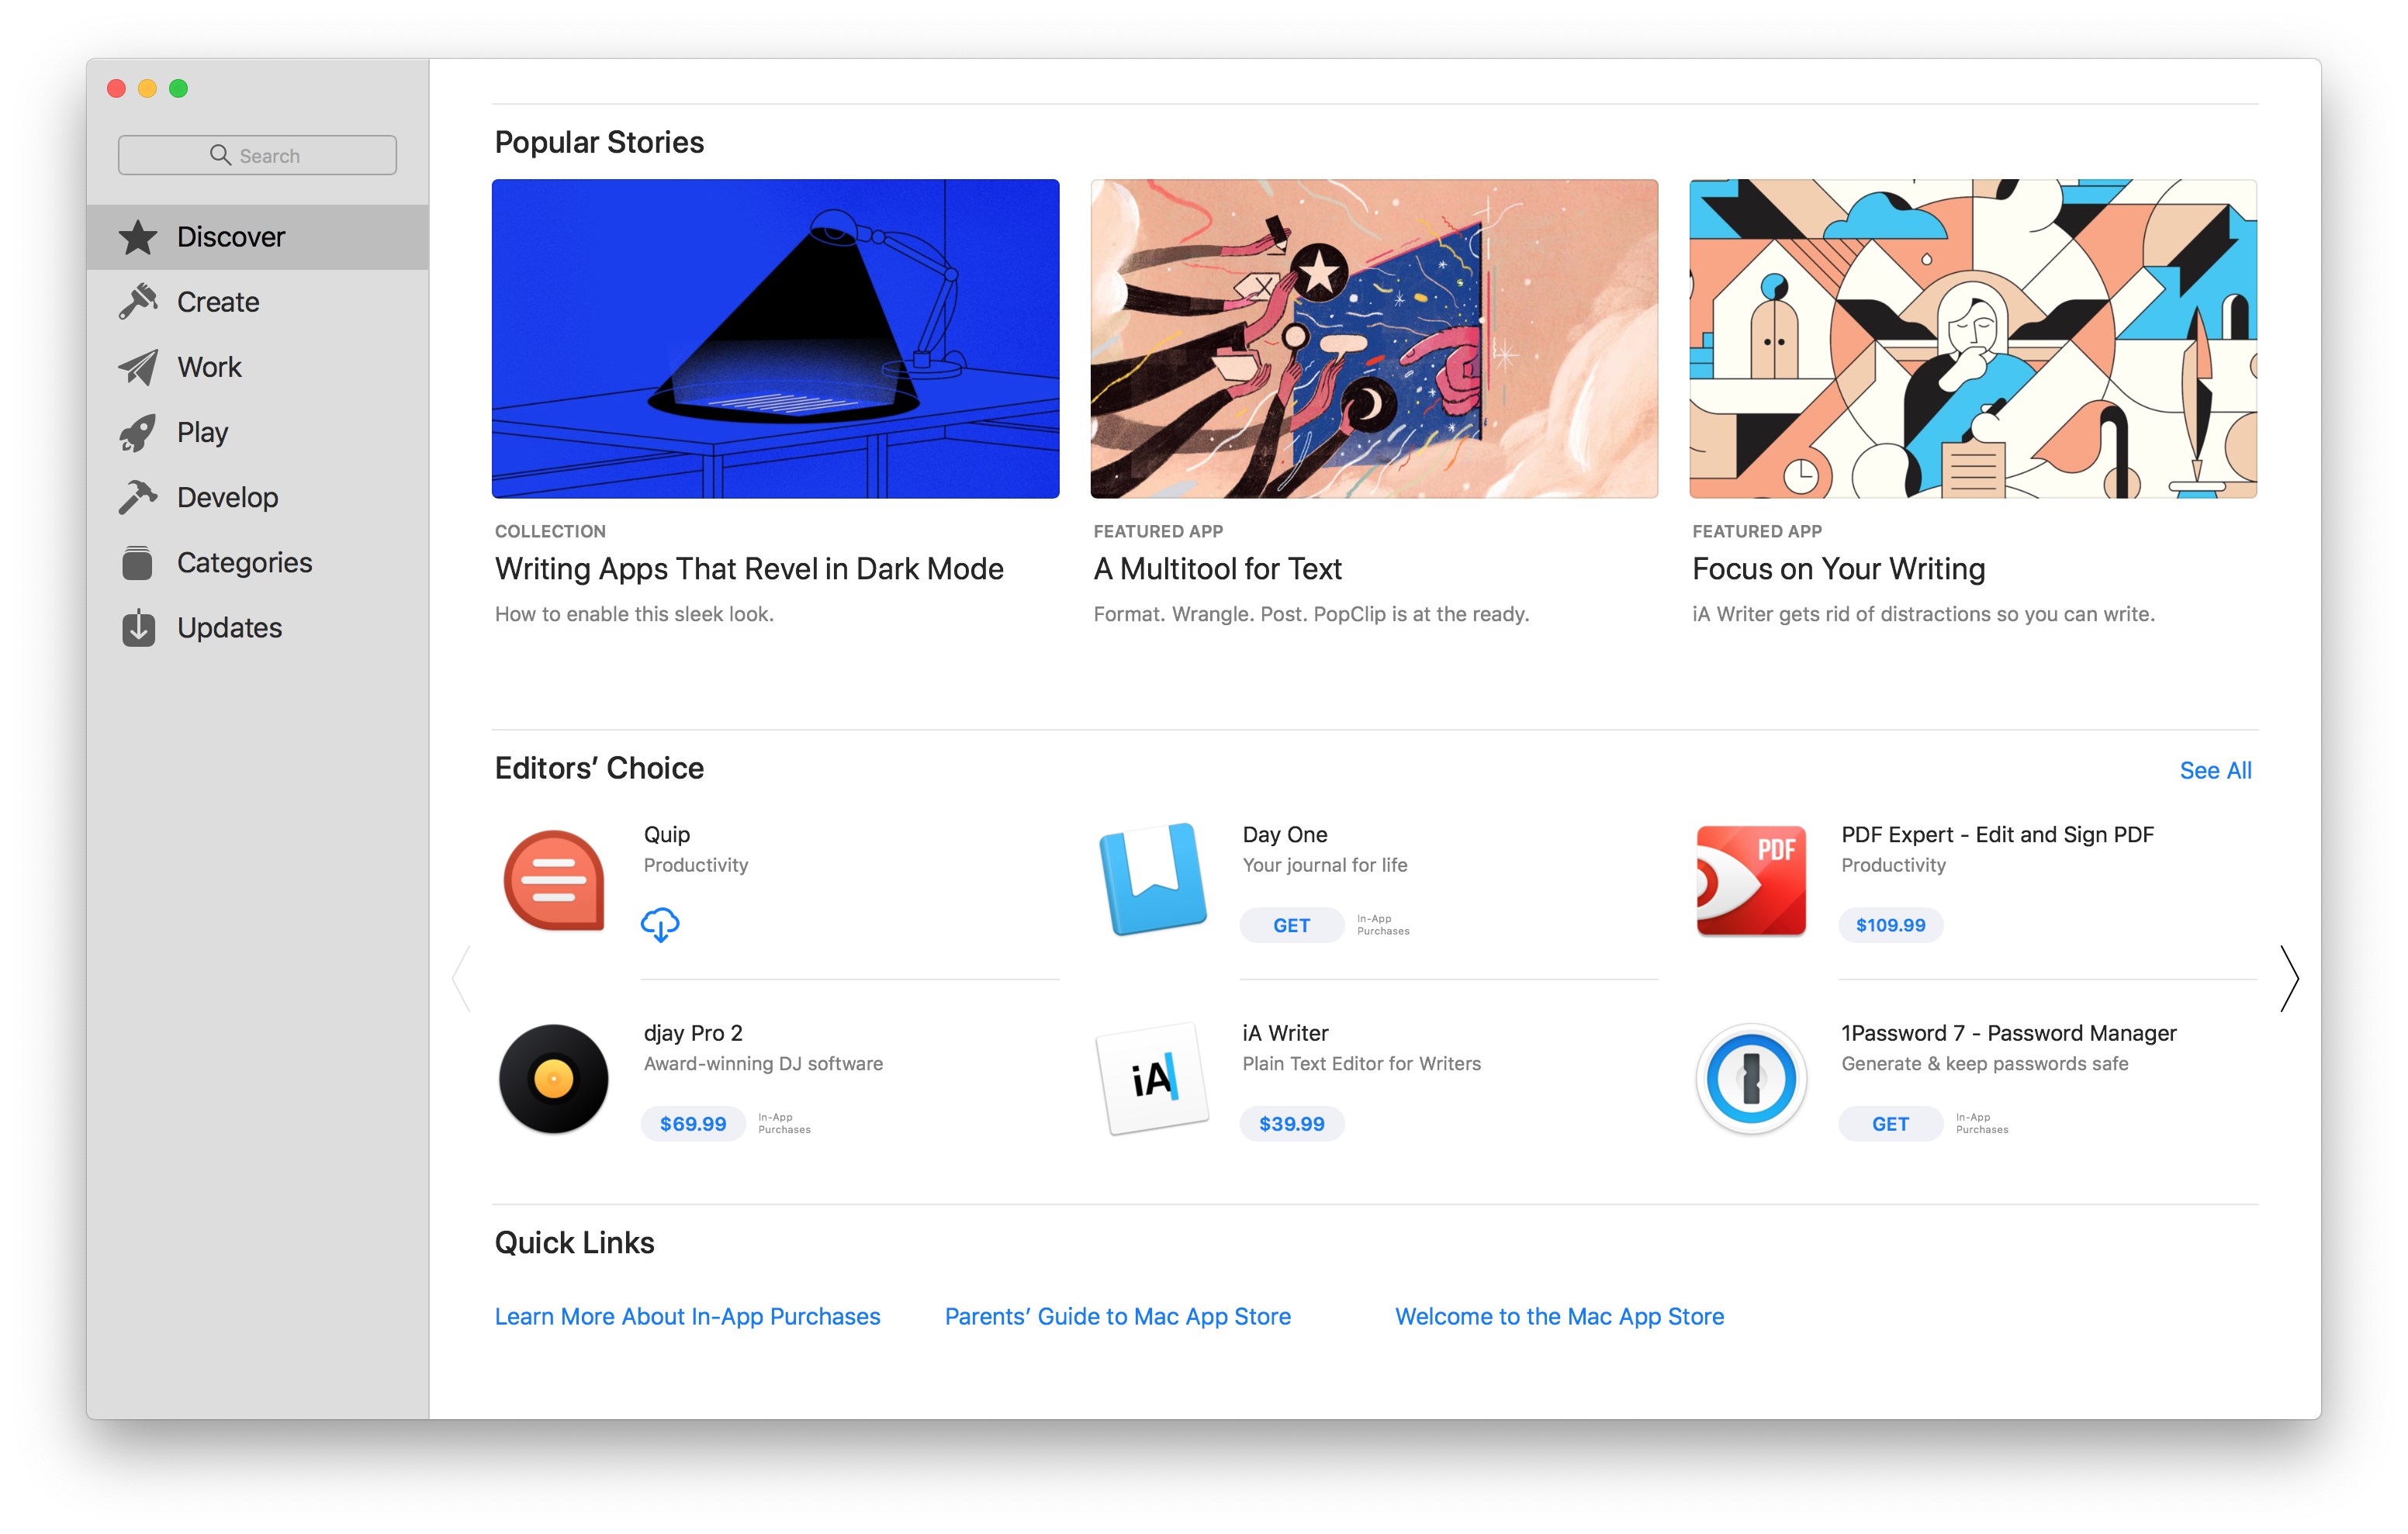 Search
Discover
Create
Work
Play
Develop
Categories
Updates
Popular Stories
COLLECTION
Writing Apps That Revel in Dark Mode
How to enable this sleek look.
FEATURED APP
A Multitool for Text
Format. Wrangle. Post. PopClip is at the ready.
FEATURED APP
Focus on Your Writing
iA Writer gets rid of distractions so you can write.
Editors’ Choice
See All
Quip
Productivity
Day One
Your journal for life
GET
In-App
Purchases
PDF
PDF Expert - Edit and Sign PDF
Productivity
$109.99
djay Pro 2
Award-winning DJ software
$69.99
In-App
Purchases
iA
iA Writer
Plain Text Editor for Writers
$39.99
1Password 7 - Password Manager
Generate & keep passwords safe
GET
In-App
Purchases
Quick Links
Learn More About In-App Purchases
Parents’ Guide to Mac App Store
Welcome to the Mac App Store